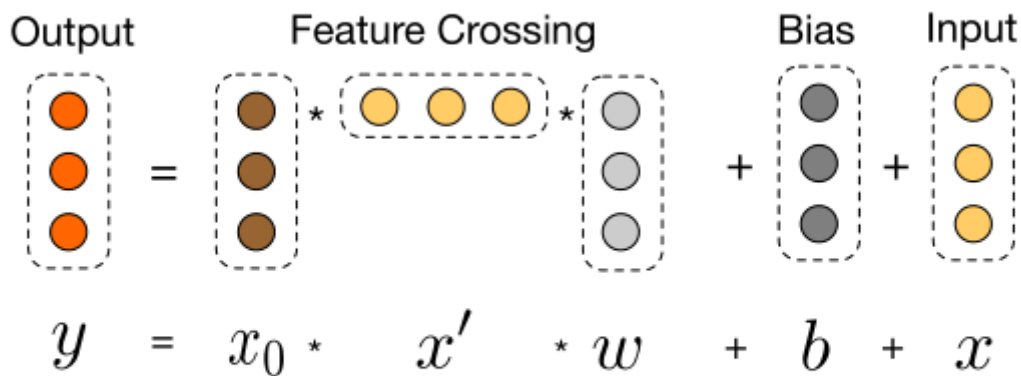 Output Feature Crossing Bias Input
= * * + +
y = x₀ * x′ * w + b + x